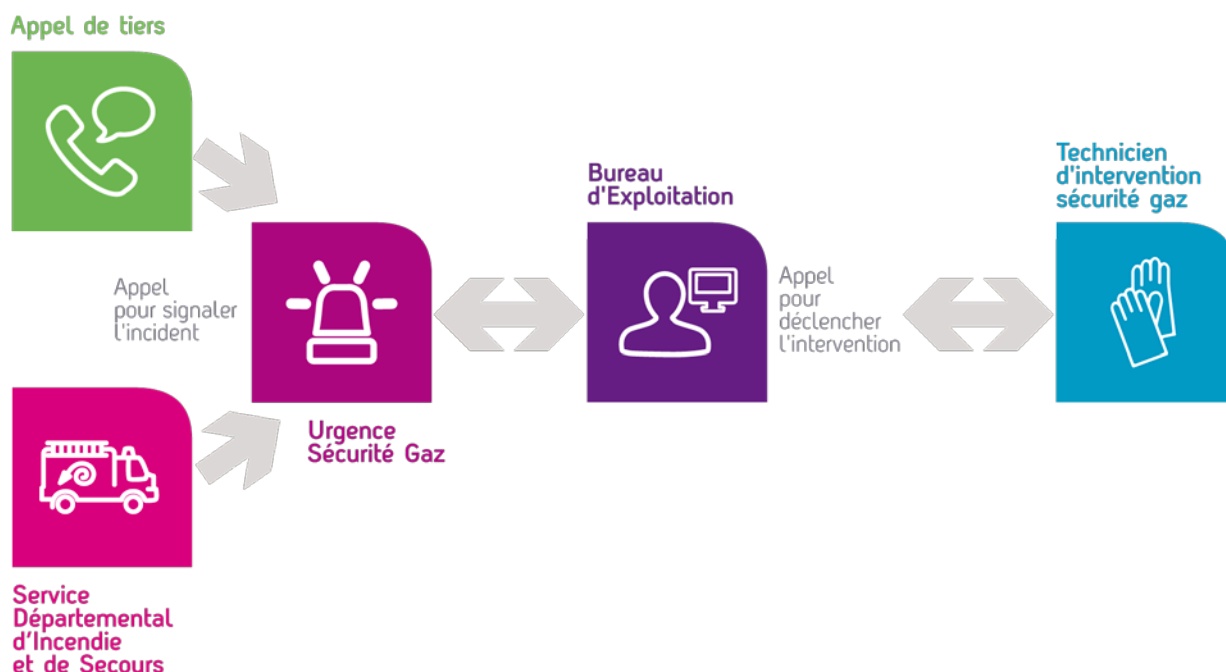 Appel de tiers
Appel
pour signaler
l'incident
Service
Départemental
d'Incendie
et de Secours
Urgence
Sécurité Gaz
Bureau
d'Exploitation
Appel
pour
déclencher
l'intervention
Technicien
d'intervention
sécurité gaz